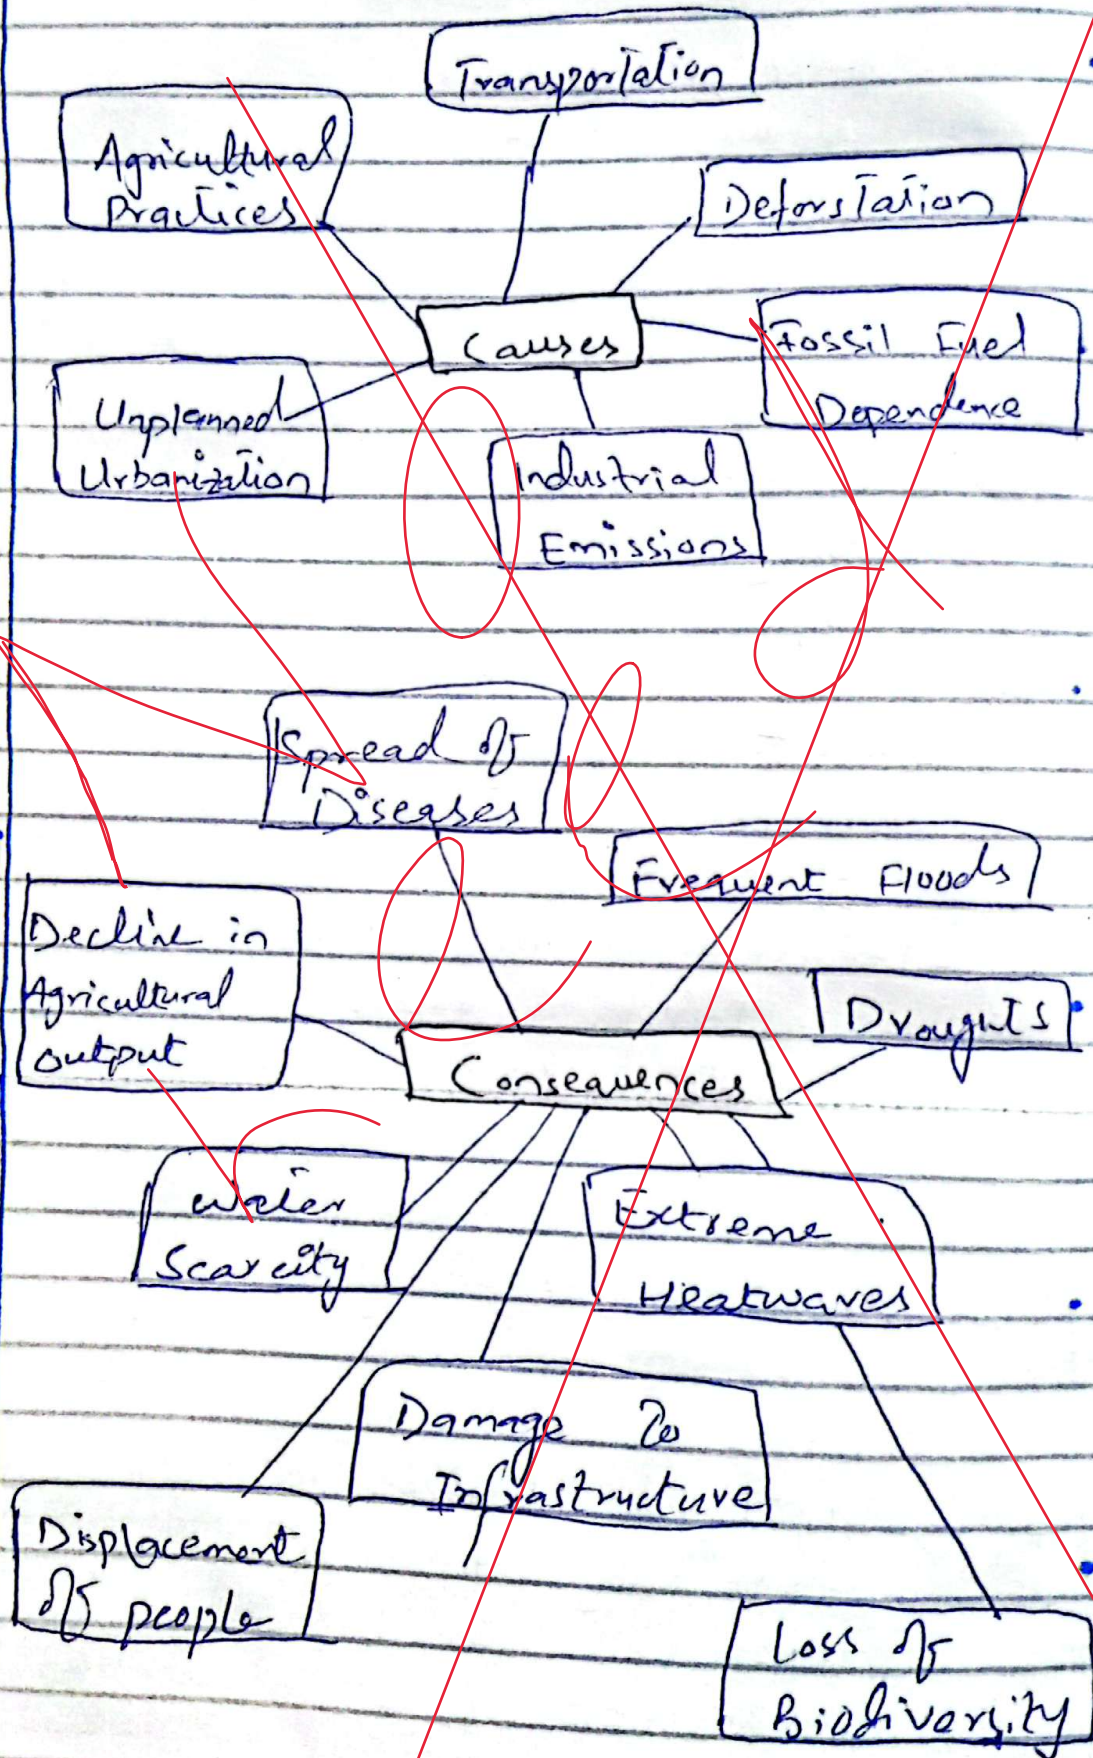 Transportation
Agricultural
Practices
Deforstation
Causes
Fossil Fuel
Dependence
Unplanned
Urbanization
Industrial
Emissions
Spread of
Diseases
Frequent Floods
Decline in
Agricultural
output
Droughts
Consequences
Water
Scarcity
Extreme
Heatwaves
Damage To
Infrastructure
Displacement
of people
Loss of
Biodiversity